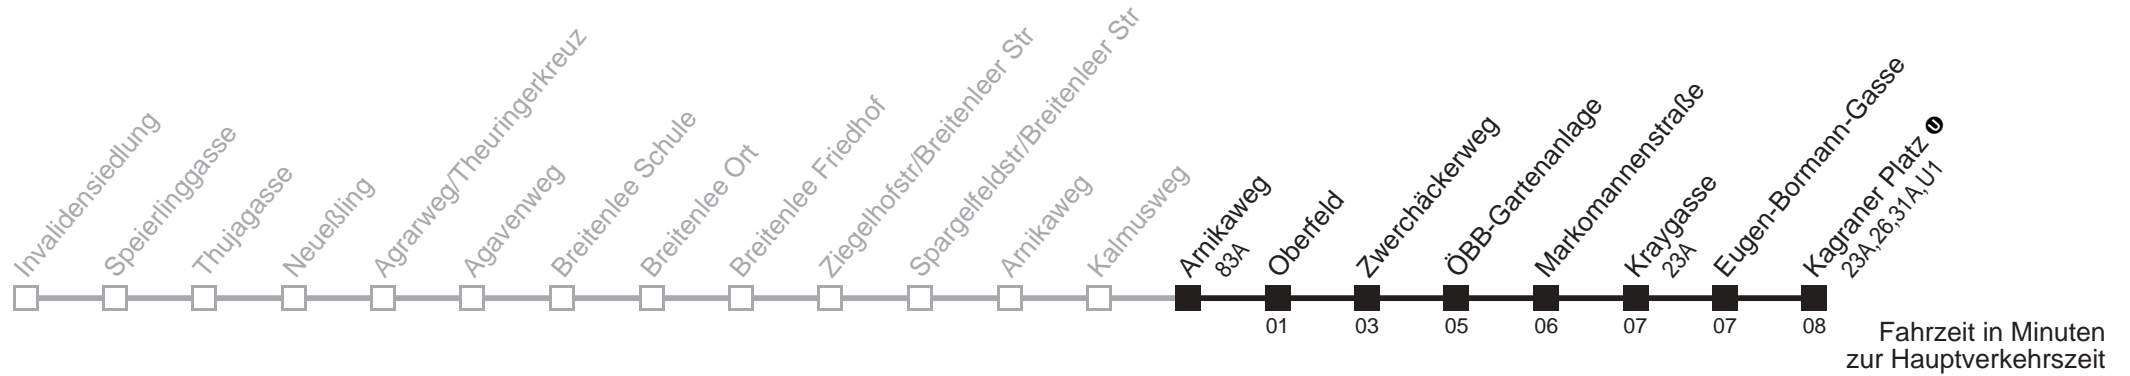 Invalidensiedlung
Speierlinggasse
Thujagasse
Neueßling
Agrarweg/Theuringerkreuz
Agavenweg
Breitenlee Schule
Breitenlee Ort
Breitenlee Friedhof
Ziegelhofstr/Breitenleer Str
Spargelfeldstr/Breitenleer Str
Arnikaweg
Kalmusweg
Arnikaweg
83A
Oberfeld
Zwerchäckerweg
ÖBB-Gartenanlage
Markomannenstraße
Kraygasse
23A
Eugen-Bormann-Gasse
Kagraner Platz U
23A,26,31A,U1
01 03 05 06 07 07 08
Fahrzeit in Minuten
zur Hauptverkehrszeit